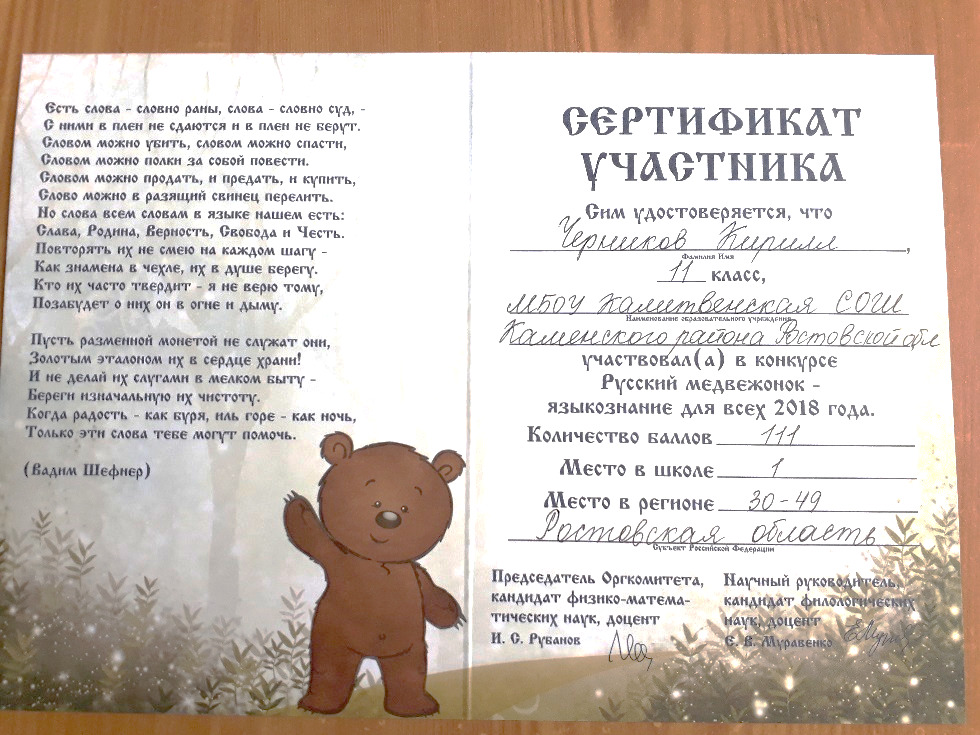 Есть слова - словно раны, слова - словно суд, -
С ними в плен не сдаются и в плен не берут.
Словом можно убить, словом можно спасти,
Словом можно полки за собой повести.
Словом можно продать, и предать, и купить,
Слово можно в разящий свинец перелить.
Но слова всем словам в языке нашем есть:
Слава, Родина, Верность, Свобода и Честь.
Повторять их не смею на каждом шагу -
Как знамена в чехле, их в душе берегу.
Кто их часто твердит - я не верю тому,
Позабудет о них он в огне и дыму.
Пусть разменной монетой не служат они,
Золотым эталоном их в сердце храни!
И не делай их слугами в мелком быту -
Береги изначальную их чистоту.
Когда радость - как буря, иль горе - как ночь,
Только эти слова тебе могут помочь.
(Вадим Шефнер)
СЕРТИФИКАТ
УЧАСТНИКА
Сим удостоверяется, что
Черников Кирилл,
Фамилия Имя
11 класс,
МБОУ Калитвенская СОШ
Наименование образовательного учреждения
Каменского района Ростовской обл
участвовал(а) в конкурсе
Русский медвежонок -
языкознание для всех 2018 года.
Количество баллов 111
Место в школе 1
Место в регионе 30-49
Ростовская область
Субъект Российской Федерации
Председатель Оргкомитета,
кандидат физико-матема-
тических наук, доцент
И. С. Рубанов
Научный руководитель,
кандидат филологических
наук, доцент
Е. В. Муравенко